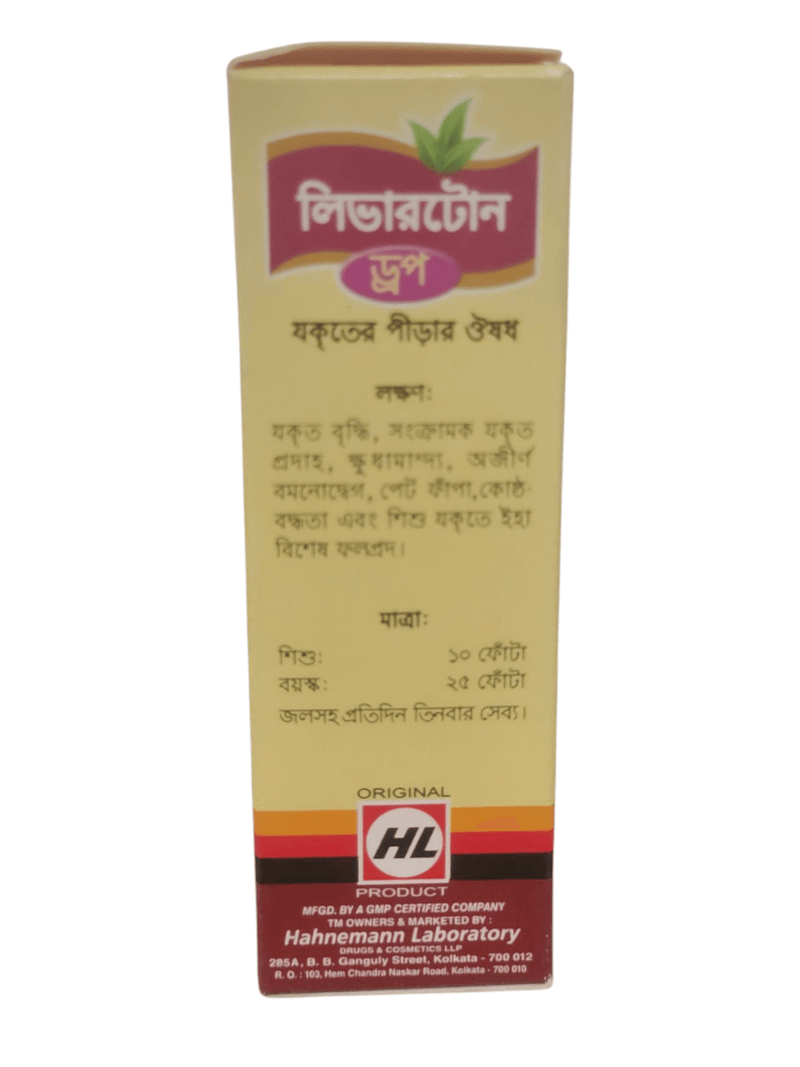 লিভারটোন
ড্রপ
যকৃতের পীড়ার ঔষধ
লক্ষণ:
যকৃত বৃদ্ধি, সংক্রামক যকৃত
প্রদাহ, ক্ষুধামান্দ্য, অজীর্ণ
বমনোদ্বেগ, পেট ফাঁপা,কোষ্ঠ-
বদ্ধতা এবং শিশু যকৃতে ইহা
বিশেষ ফলপ্রদ।
মাত্রা:
শিশু: ১০ ফোঁটা
বয়স্ক: ২৫ ফোঁটা
জলসহ প্রতিদিন তিনবার সেব্য।
ORIGINAL
HL
PRODUCT
MFGD. BY A GMP CERTIFIED COMPANY
TM OWNERS & MARKETED BY :
Hahnemann Laboratory
DRUGS & COSMETICS LLP
285A, B. B. Ganguly Street, Kolkata - 700 012
R. O. : 103, Hem Chandra Naskar Road, Kolkata - 700 010